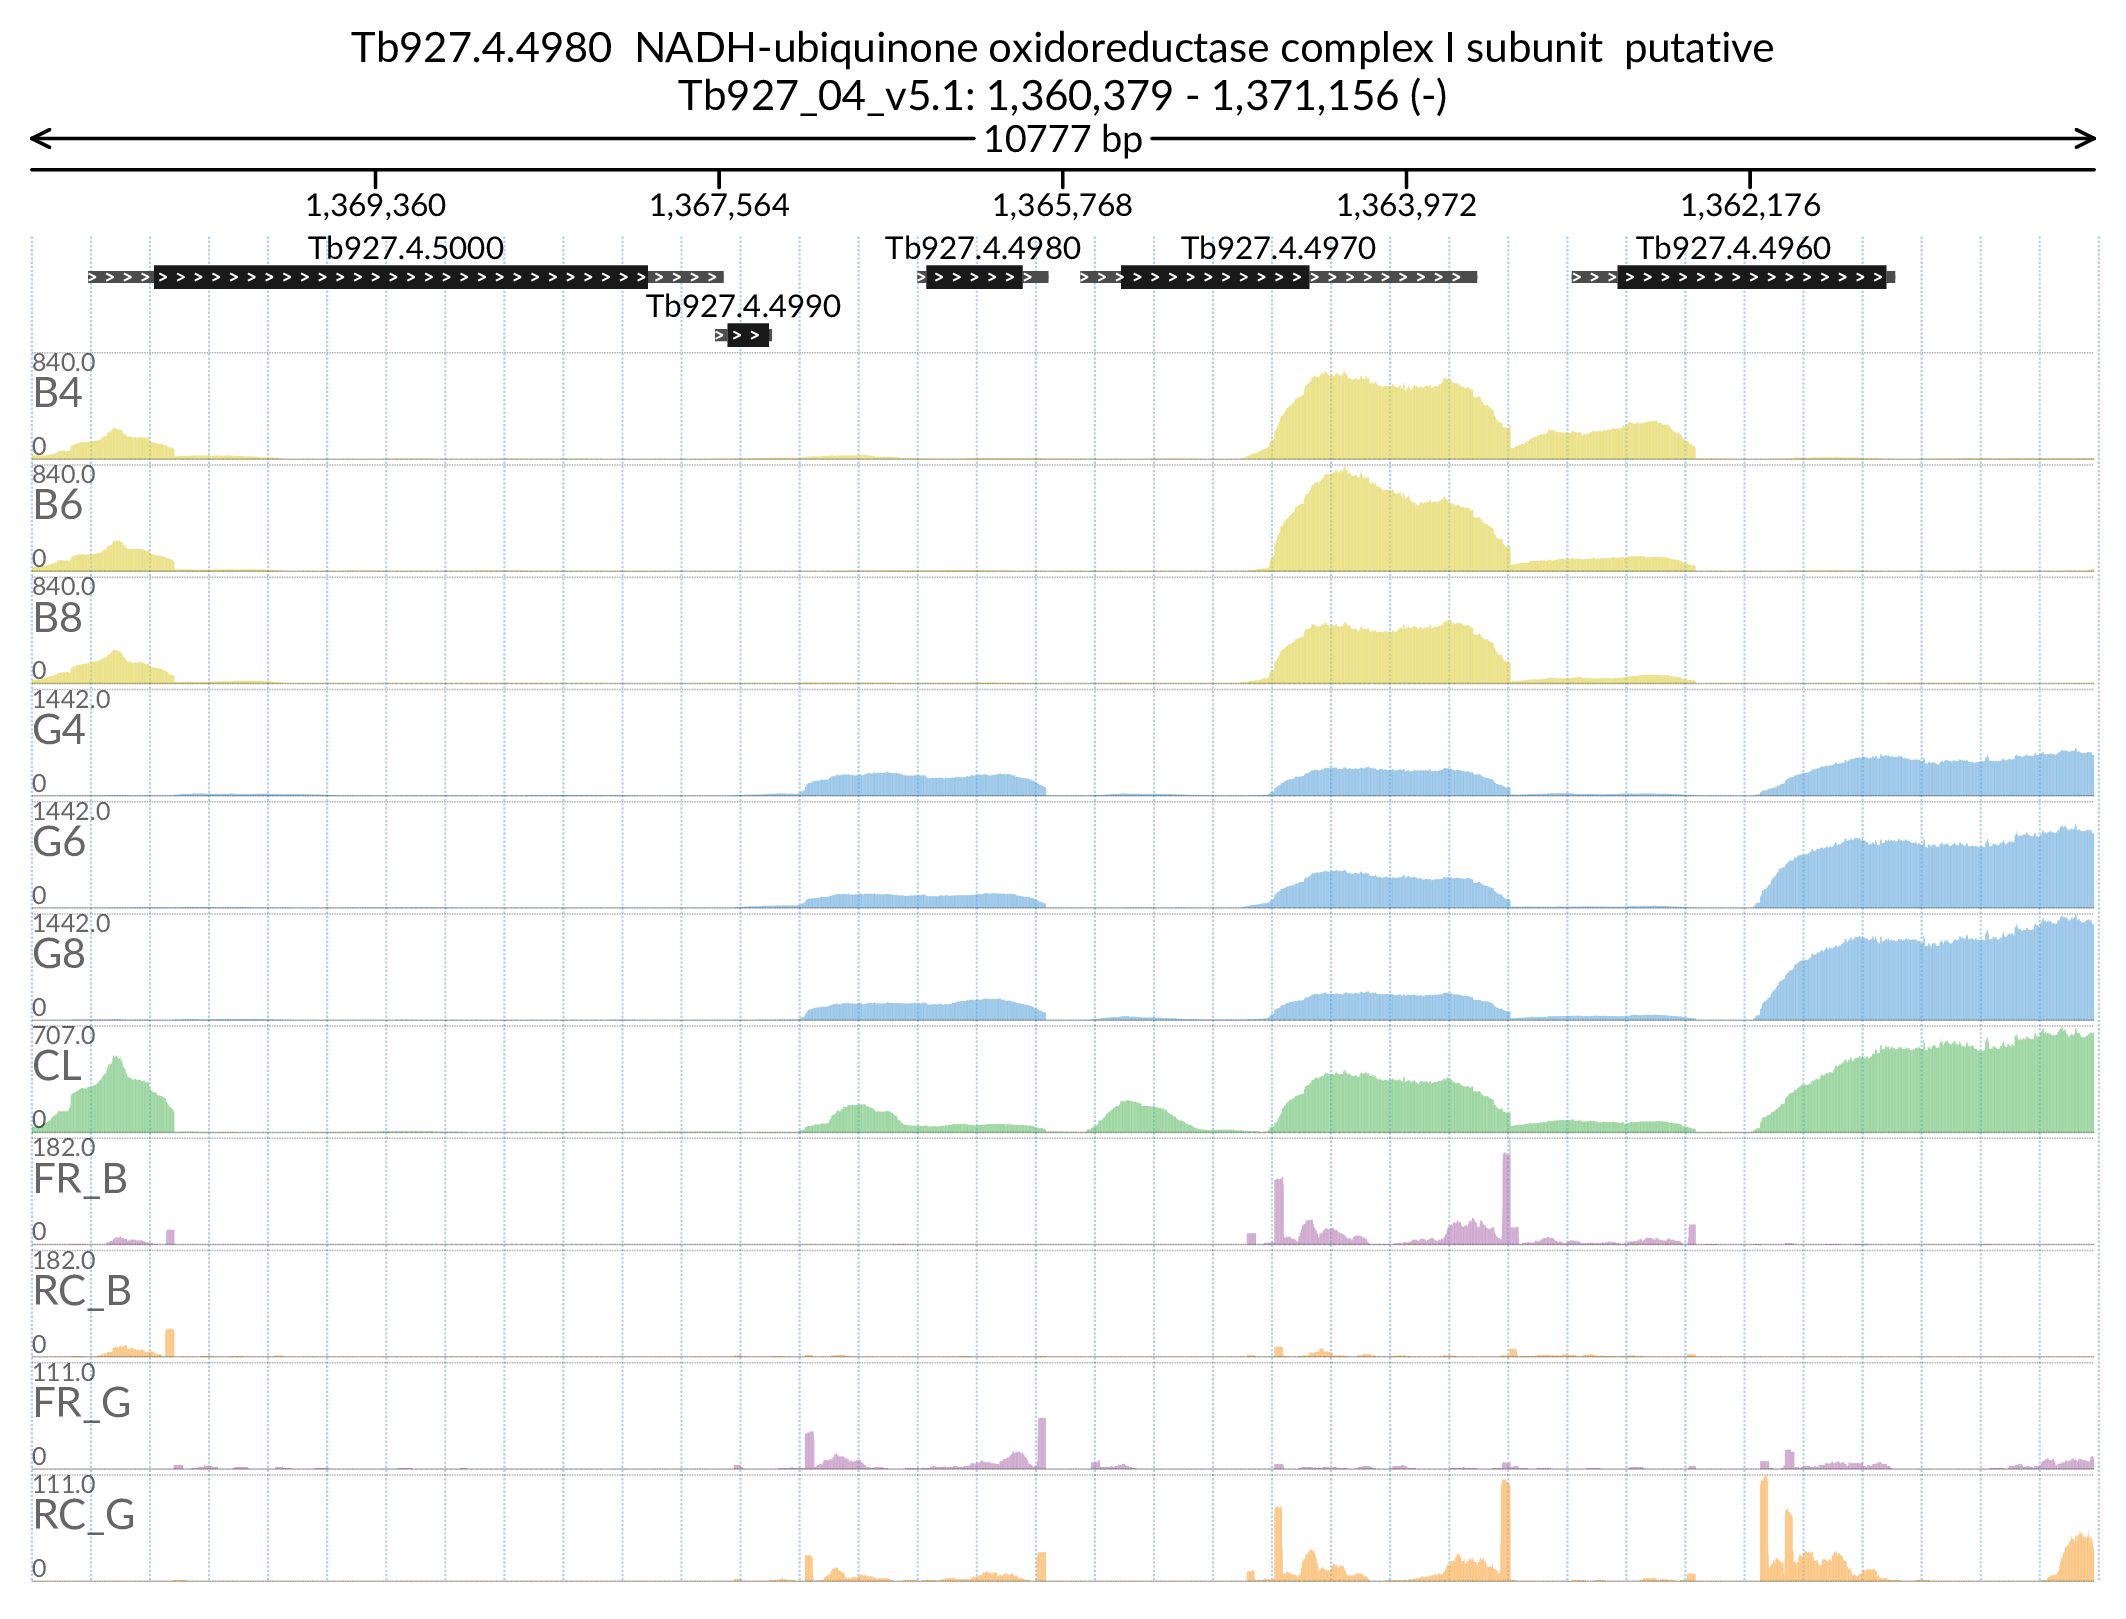 Tb927.4.4980  NADH-ubiquinone oxidoreductase complex I subunit  putative
Tb927_04_v5.1: 1,360,379 - 1,371,156 (-)
10777 bp
1,369,360 1,367,564 1,365,768 1,363,972 1,362,176
Tb927.4.5000 Tb927.4.4980 Tb927.4.4970 Tb927.4.4960
Tb927.4.4990
840.0
B4
0
840.0
B6
0
840.0
B8
0
1442.0
G4
0
1442.0
G6
0
1442.0
G8
0
707.0
CL
0
182.0
FR_B
0
182.0
RC_B
0
111.0
FR_G
0
111.0
RC_G
0